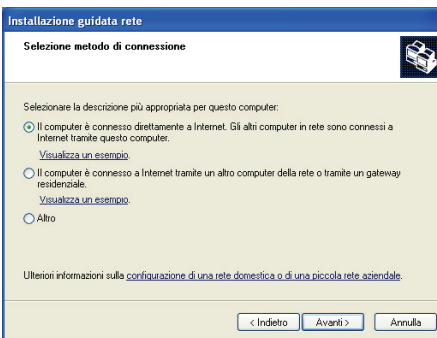 Installazione guidata rete
Selezione metodo di connessione
Selezionare la descrizione più appropriata per questo computer:
Il computer è connesso direttamente a Internet. Gli altri computer in rete sono connessi a
Internet tramite questo computer.
Visualizza un esempio.
Il computer è connesso a Internet tramite un altro computer della rete o tramite un gateway
residenziale.
Visualizza un esempio.
Altro
Ulteriori informazioni sulla configurazione di una rete domestica o di una piccola rete aziendale.
< Indietro Avanti > Annulla